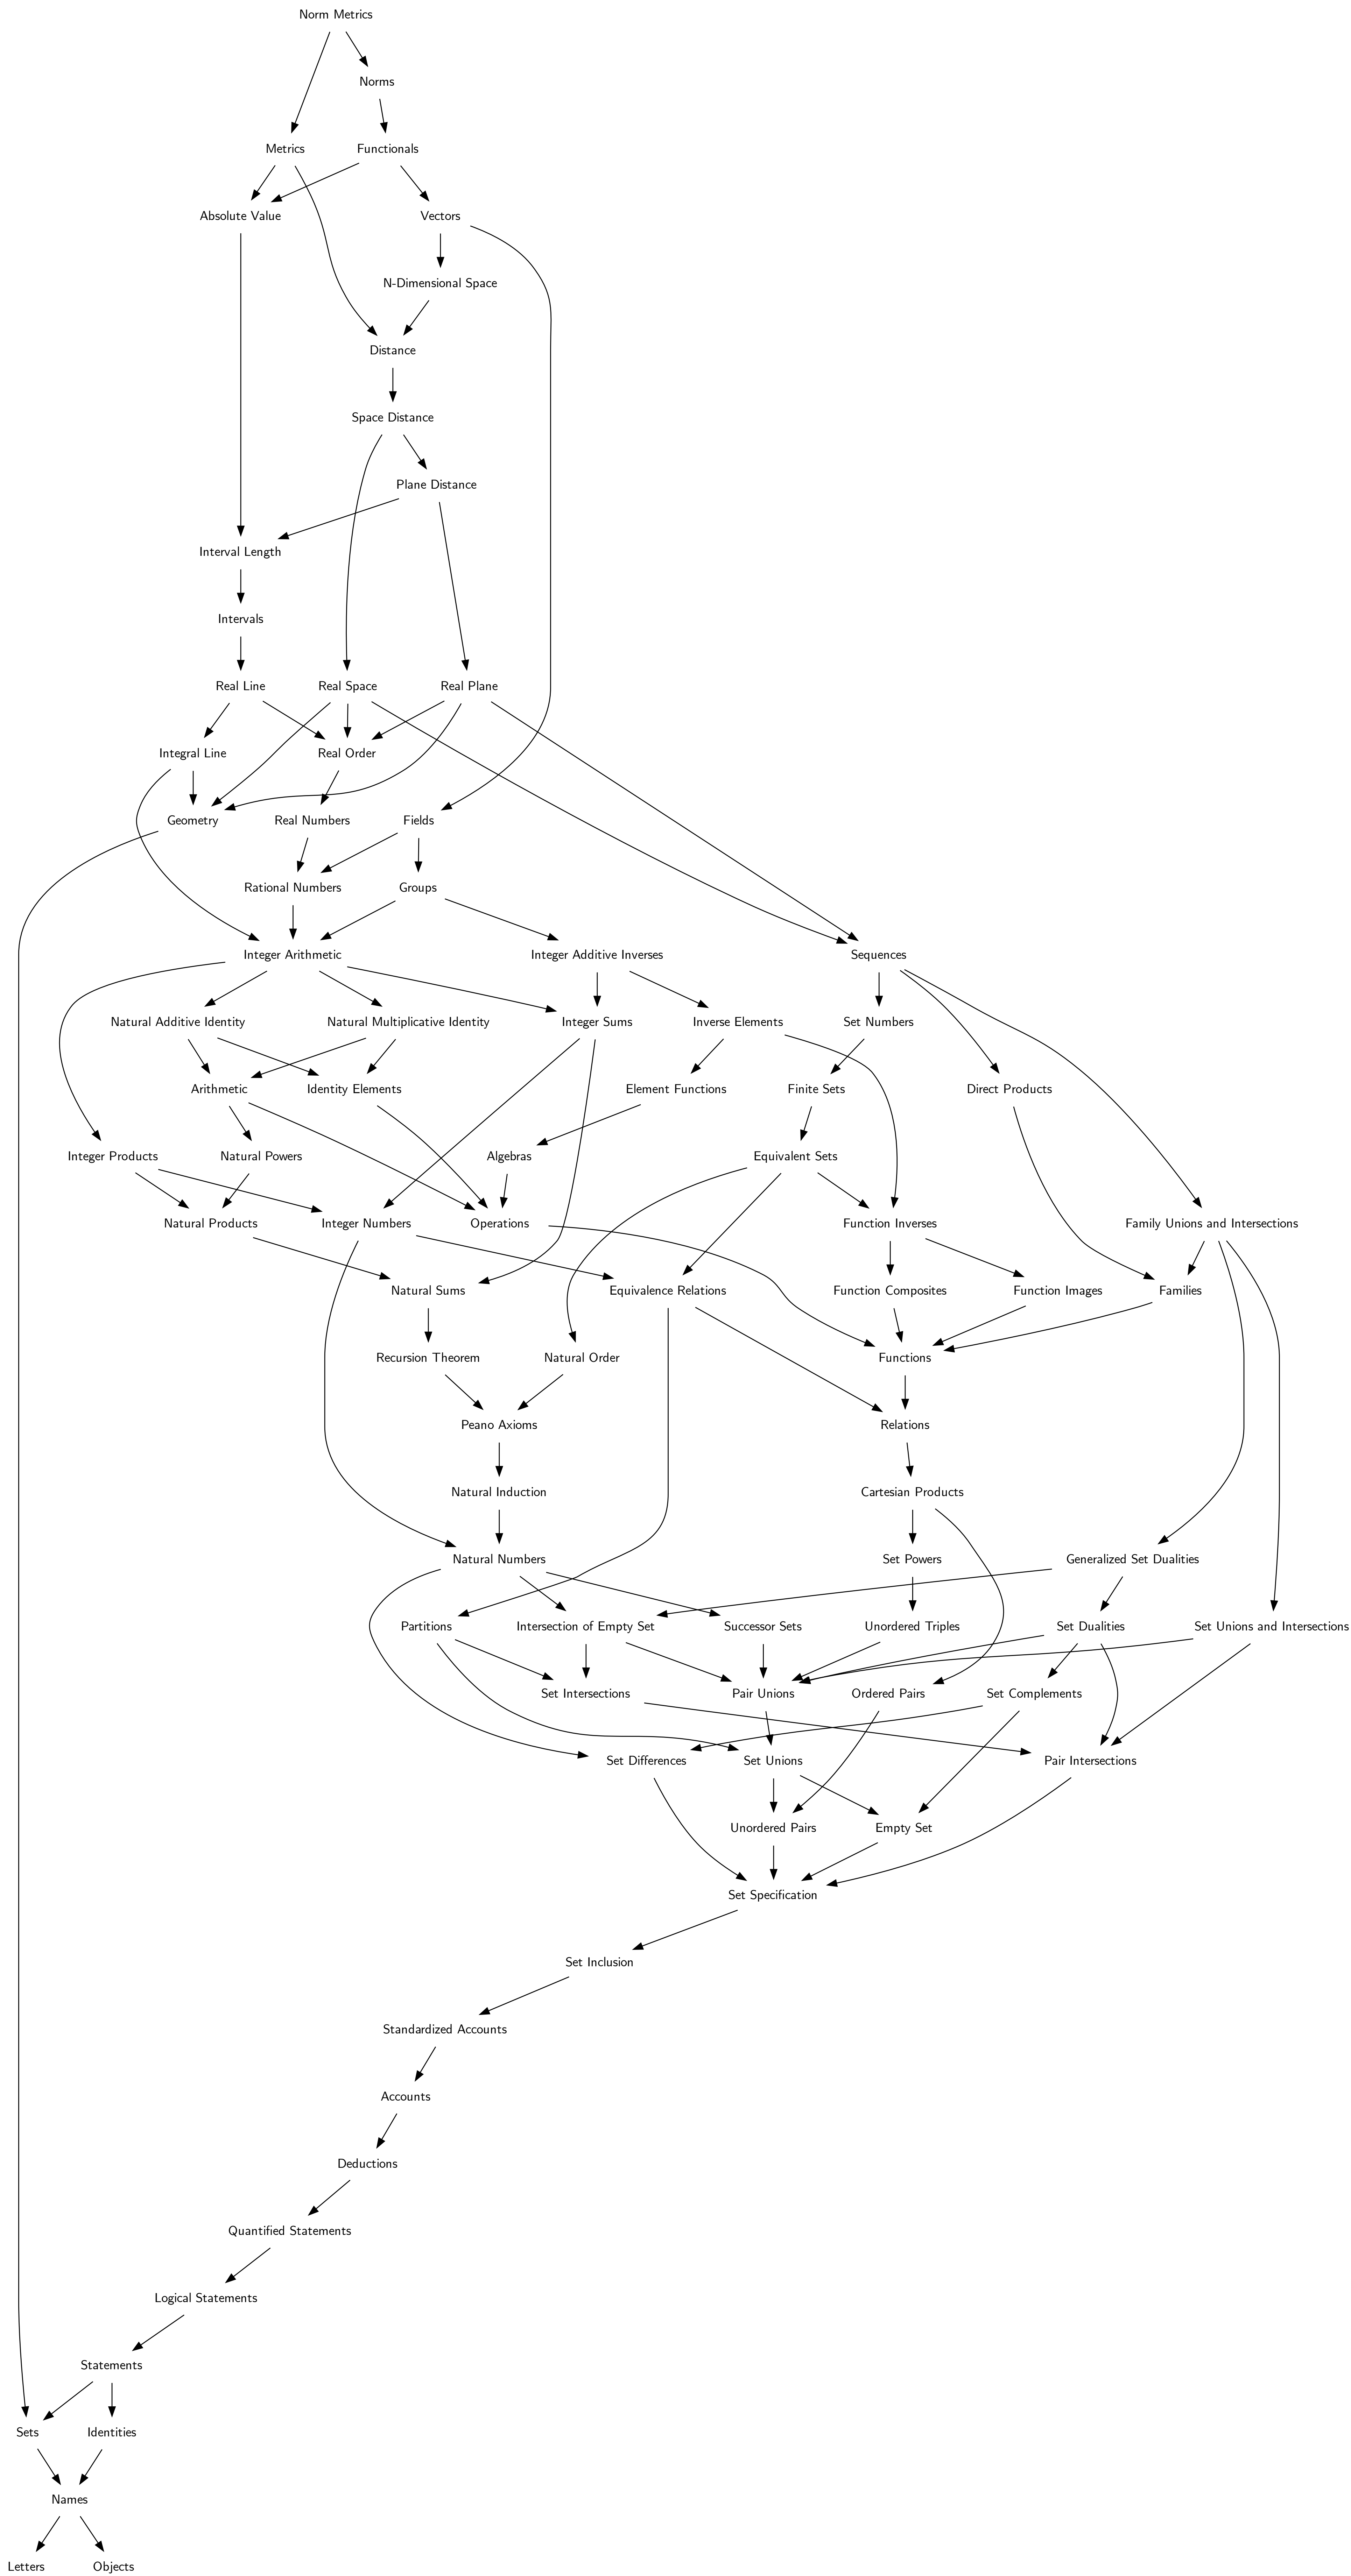 Norm Metrics
Norms
Metrics
Functionals
Absolute Value
Vectors
N-Dimensional Space
Distance
Space Distance
Plane Distance
Interval Length
Intervals
Real Line
Real Space
Real Plane
Integral Line
Real Order
Geometry
Real Numbers
Fields
Rational Numbers
Groups
Integer Arithmetic
Integer Additive Inverses
Sequences
Natural Additive Identity
Natural Multiplicative Identity
Integer Sums
Inverse Elements
Set Numbers
Arithmetic
Identity Elements
Element Functions
Finite Sets
Direct Products
Integer Products
Natural Powers
Algebras
Equivalent Sets
Natural Products
Integer Numbers
Operations
Function Inverses
Family Unions and Intersections
Natural Sums
Equivalence Relations
Function Composites
Function Images
Families
Recursion Theorem
Natural Order
Functions
Peano Axioms
Relations
Natural Induction
Cartesian Products
Natural Numbers
Set Powers
Generalized Set Dualities
Partitions
Intersection of Empty Set
Successor Sets
Unordered Triples
Set Dualities
Set Unions and Intersections
Set Intersections
Pair Unions
Ordered Pairs
Set Complements
Set Differences
Set Unions
Pair Intersections
Unordered Pairs
Empty Set
Set Specification
Set Inclusion
Standardized Accounts
Accounts
Deductions
Quantified Statements
Logical Statements
Statements
Sets
Identities
Names
Letters
Objects